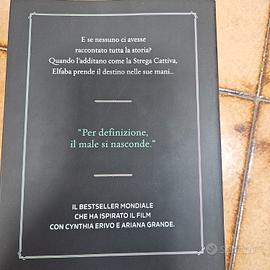 E se nessuno ci avesse
raccontato tutta la storia?
Quando l'additano come la Strega Cattiva,
Elfaba prende il destino nelle sue mani..
"Per definizione,
il male si nasconde."
IL BESTSELLER MONDIALE
CHE HA ISPIRATO IL FILM
CON CYNTHIA ERIVO E ARIANA GRANDE.